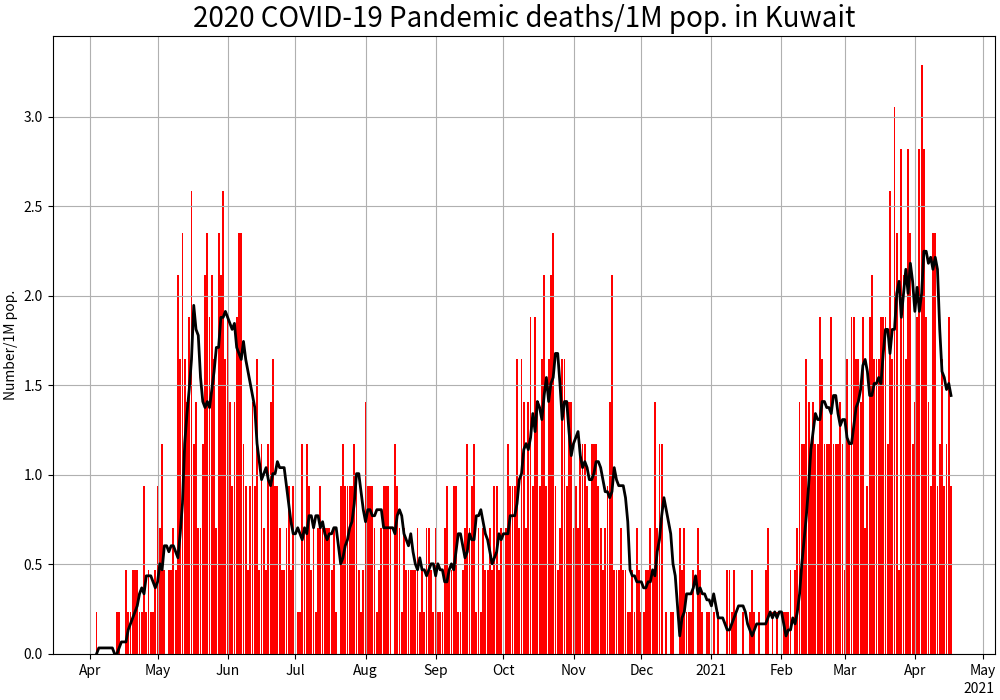 2020 COVID-19 Pandemic deaths/1M pop. in Kuwait
Number/1M pop.
3.0
2.5
2.0
1.5
1.0
0.5
0.0
Apr May Jun Jul Aug Sep Oct Nov Dec 2021 Feb Mar Apr May
2021